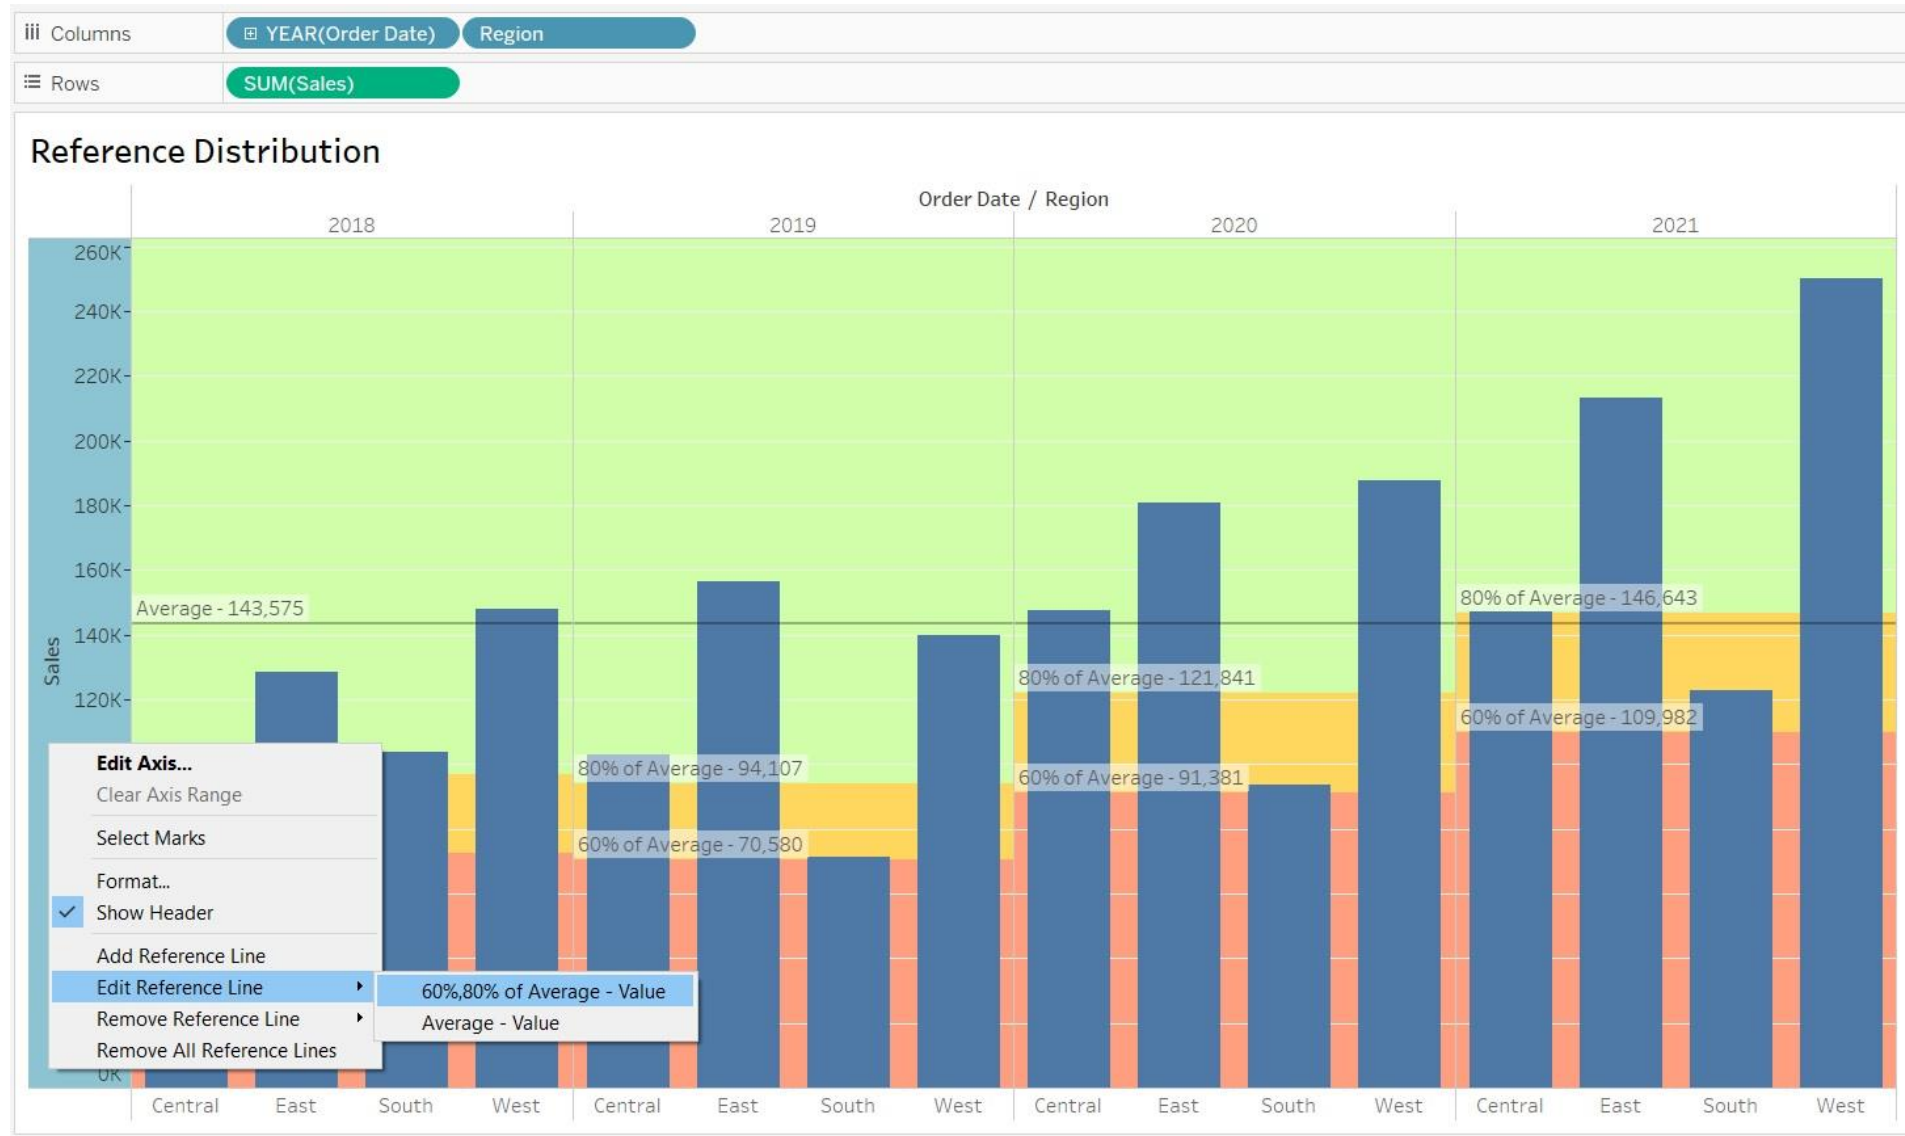 Columns
YEAR(Order Date) Region
Rows
SUM(Sales)
Reference Distribution
Order Date / Region
2018 2019 2020 2021
260K
240K
220K
200K
180K
160K
140K
120K
0K
Sales
Average - 143,575
80% of Average - 94,107
60% of Average - 70,580
80% of Average - 121,841
60% of Average - 91,381
80% of Average - 146,643
60% of Average - 109,982
Edit Axis...
Clear Axis Range
Select Marks
Format...
Show Header
Add Reference Line
Edit Reference Line
Remove Reference Line
Remove All Reference Lines
60%,80% of Average - Value
Average - Value
Central East South West Central East South West Central East South West Central East South West